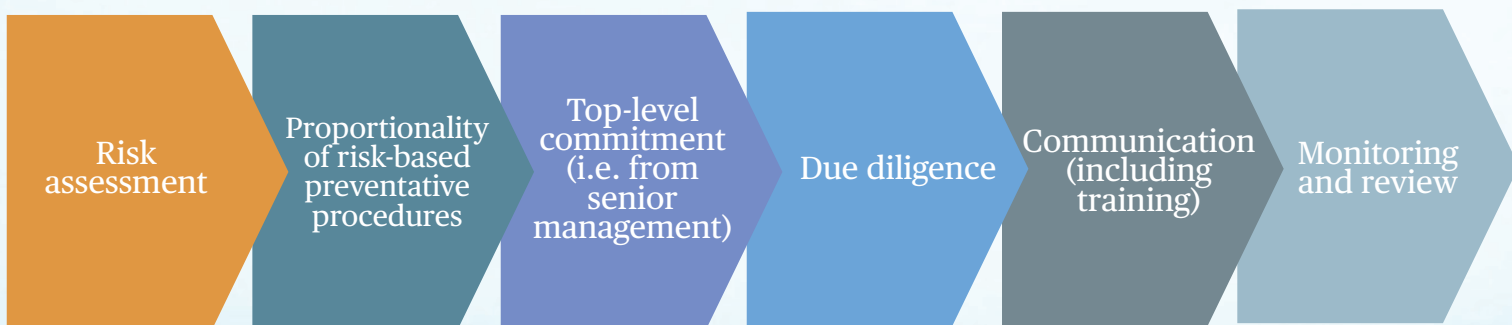 Risk
assessment
Proportionality
of risk-based
preventative
procedures
Top-level
commitment
(i.e. from
senior
management)
Due diligence
Communication
(including
training)
Monitoring
and review